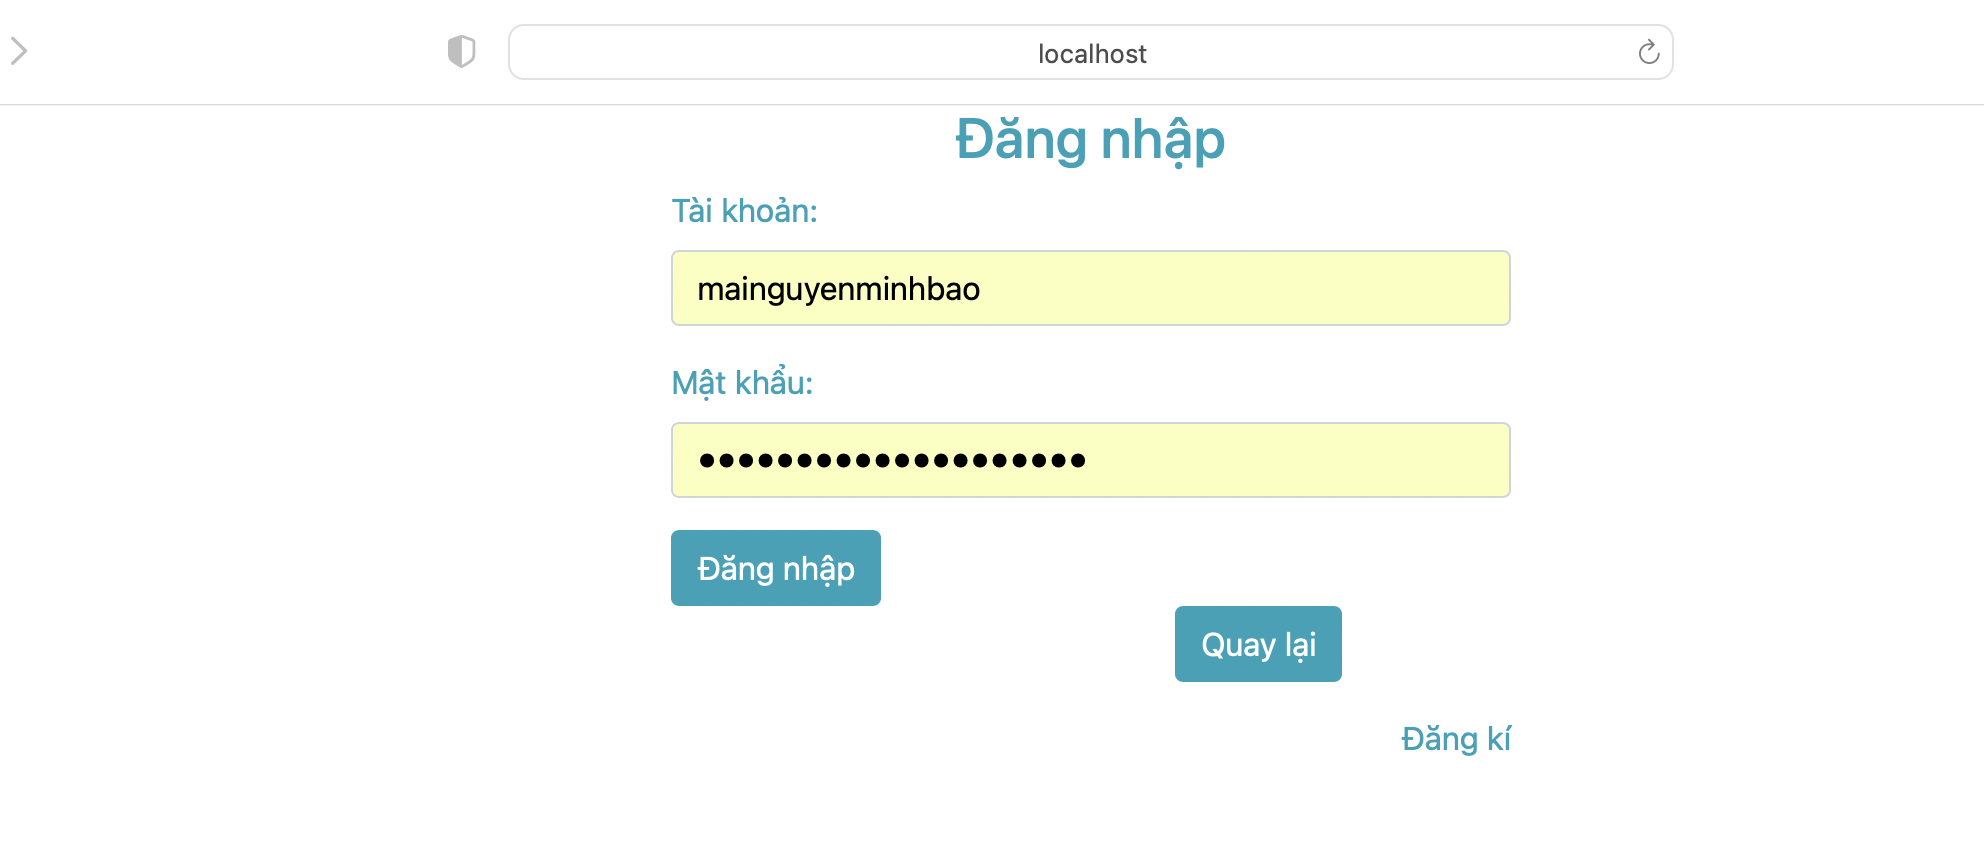 localhost
Đăng nhập
Tài khoản:
mainguyenminhbao
Mật khẩu:
••••••••••••••••••••
Đăng nhập
Quay lại
Đăng kí